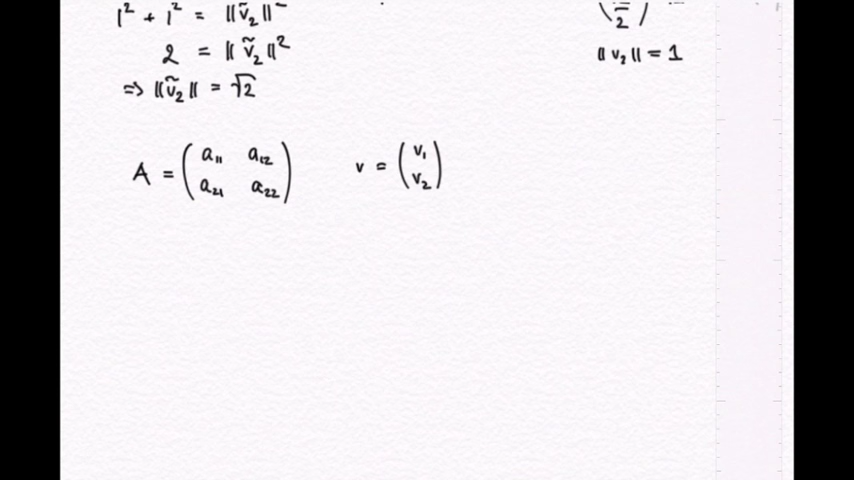 1² + 1² = ||ṽ₂||²
2 = ||ṽ₂||²
⇒ ||ṽ₂|| = √2
||v₂|| = 1
A = ( a₁₁ a₁₂ ; a₂₁ a₂₂ ) v = ( v₁ ; v₂ )